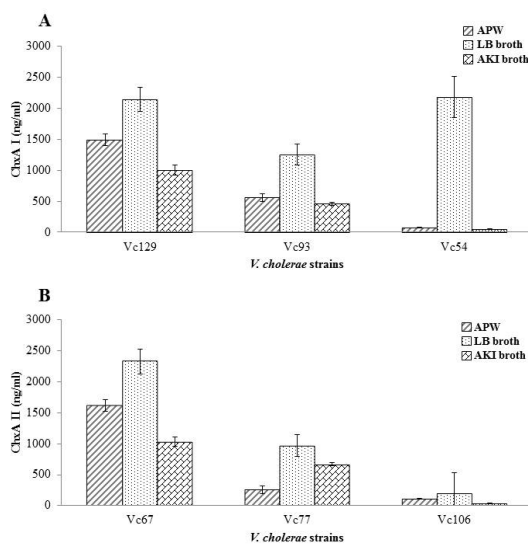 A
APW
LB broth
AKI broth
ChxA I (ng/ml)
3000
2500
2000
1500
1000
500
0
Vc129 Vc93 Vc54
V. cholerae strains
B
APW
LB broth
AKI broth
ChxA II (ng/ml)
3000
2500
2000
1500
1000
500
0
Vc67 Vc77 Vc106
V. cholerae strains